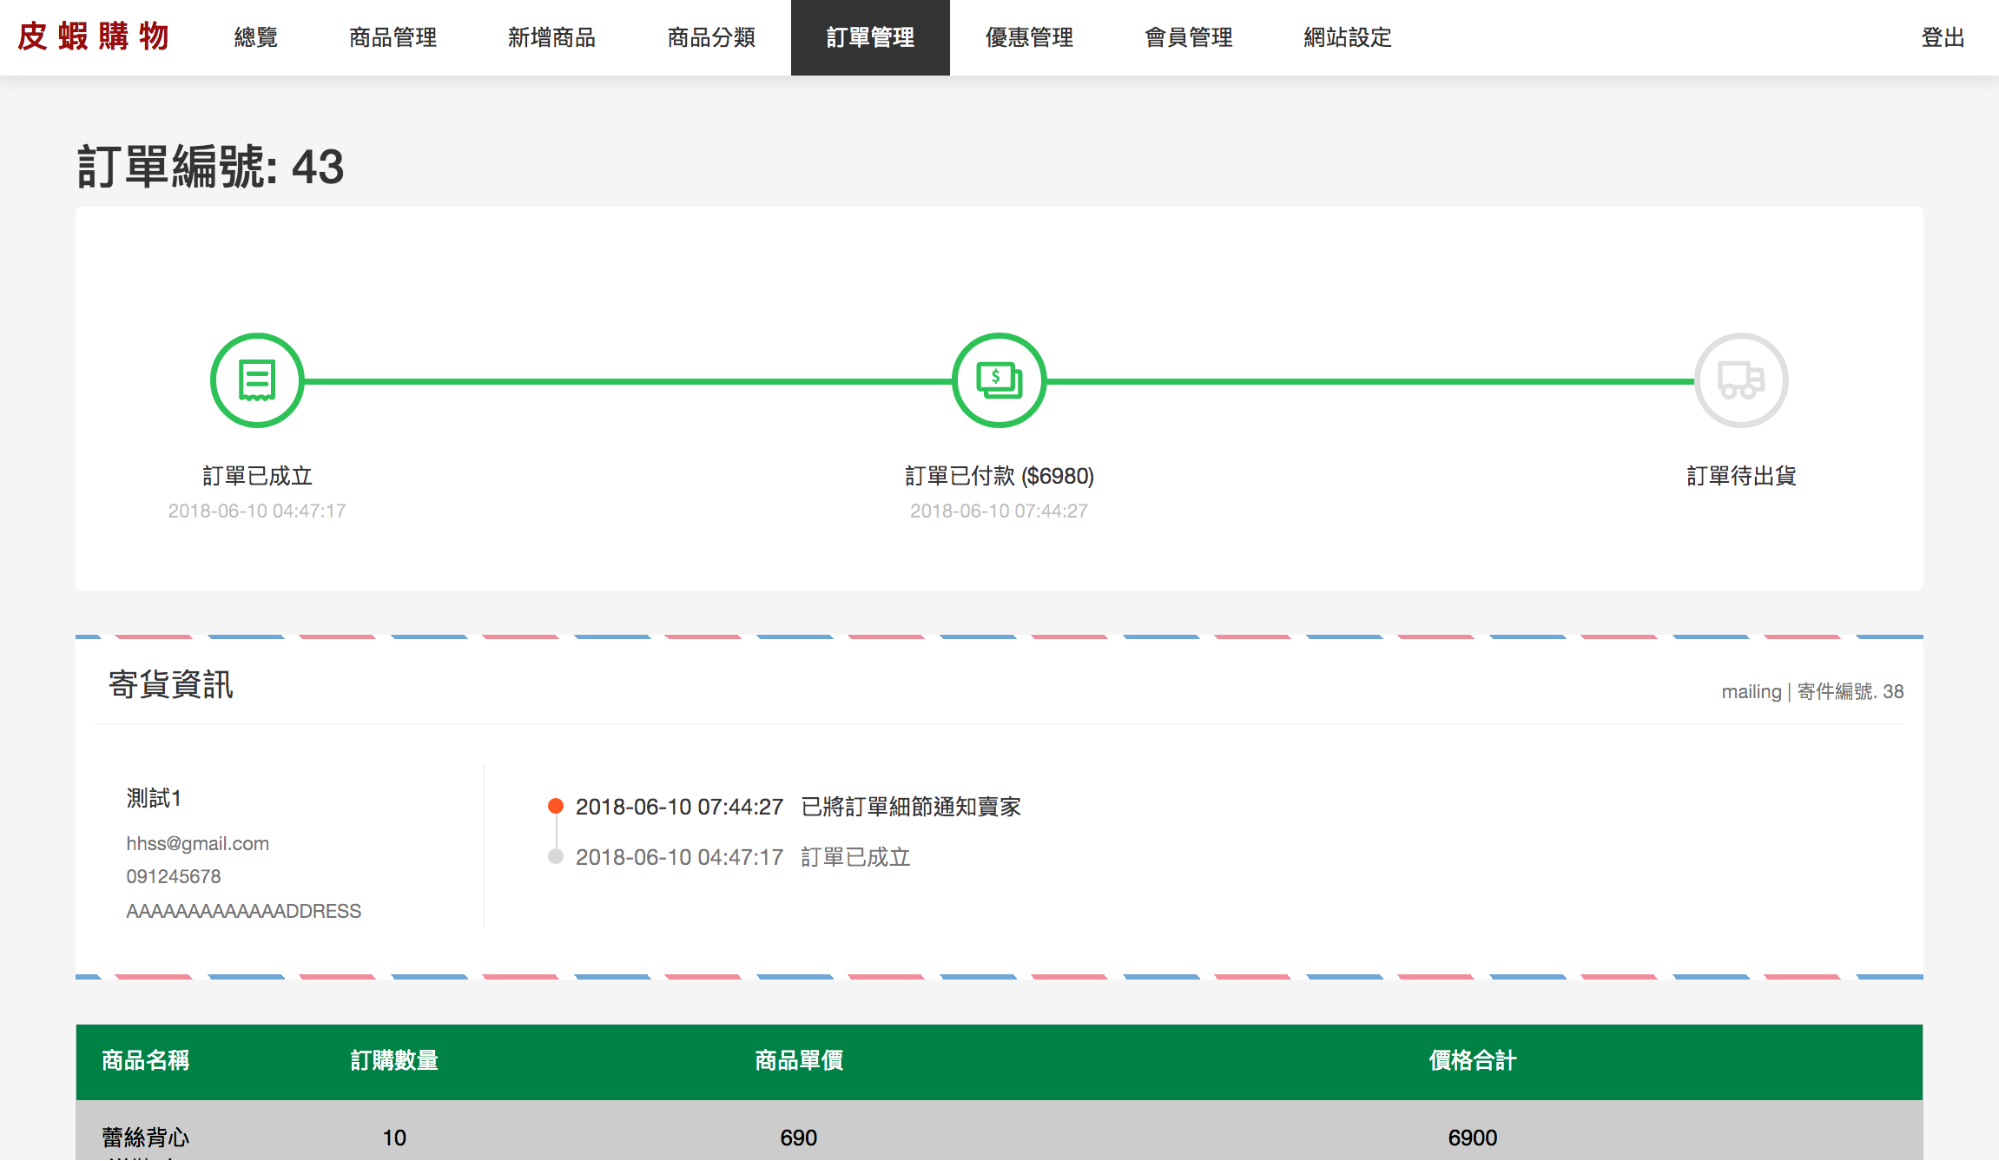 皮蝦購物 總覽 商品管理 新增商品 商品分類 訂單管理 優惠管理 會員管理 網站設定 登出
訂單編號: 43
$
訂單已成立 訂單已付款 ($6980) 訂單待出貨
2018-06-10 04:47:17 2018-06-10 07:44:27
寄貨資訊 mailing | 寄件編號. 38
測試1
hhss@gmail.com
091245678
AAAAAAAAAAAAADDRESS
2018-06-10 07:44:27 已將訂單細節通知賣家
2018-06-10 04:47:17 訂單已成立
商品名稱 訂購數量 商品單價 價格合計
蕾絲背心 10 690 6900